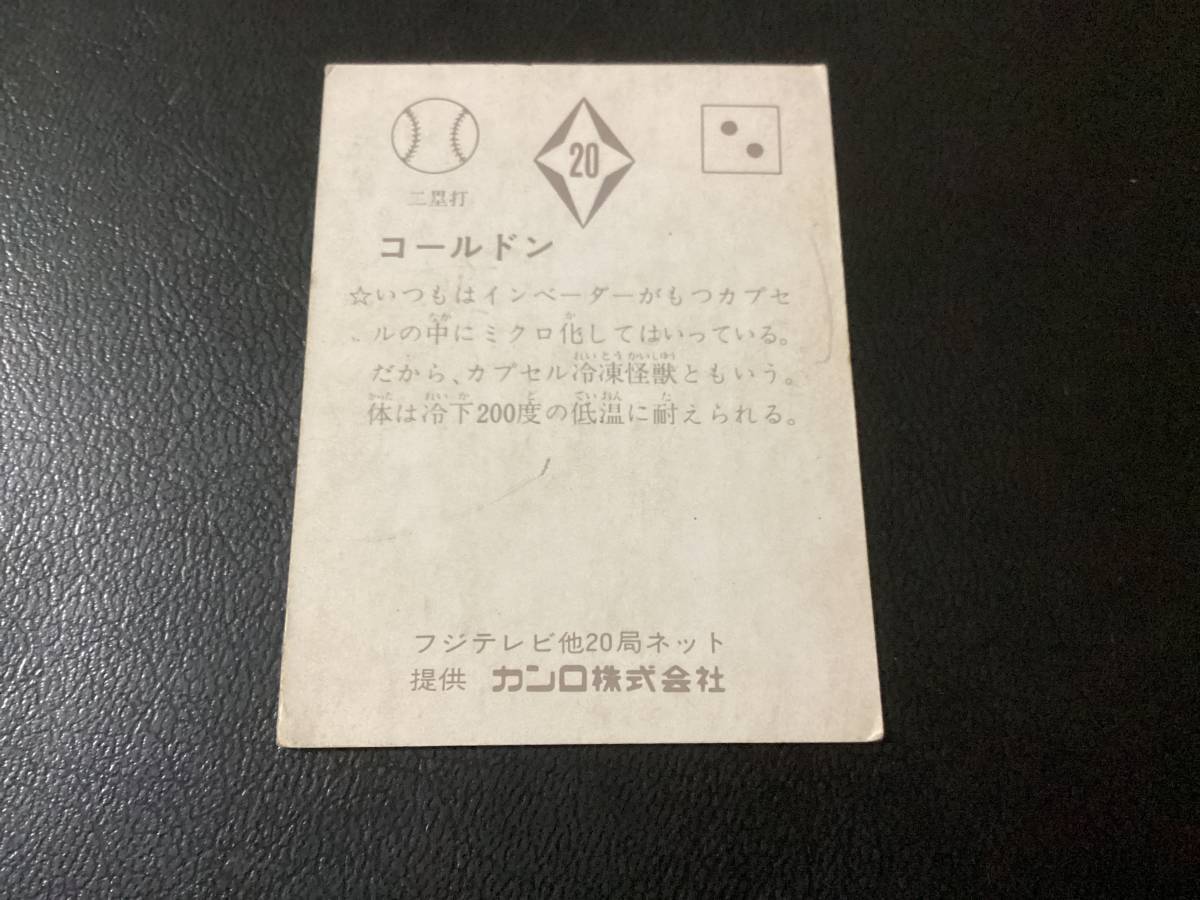 20
二塁打
コールドン
☆いつもはインベーダーがもつカプセ
ルの中にミクロ化してはいっている。
だから、カプセル冷凍怪獣ともいう。
体は冷下200度の低温に耐えられる。
フジテレビ他20局ネット
提供 カンロ株式会社